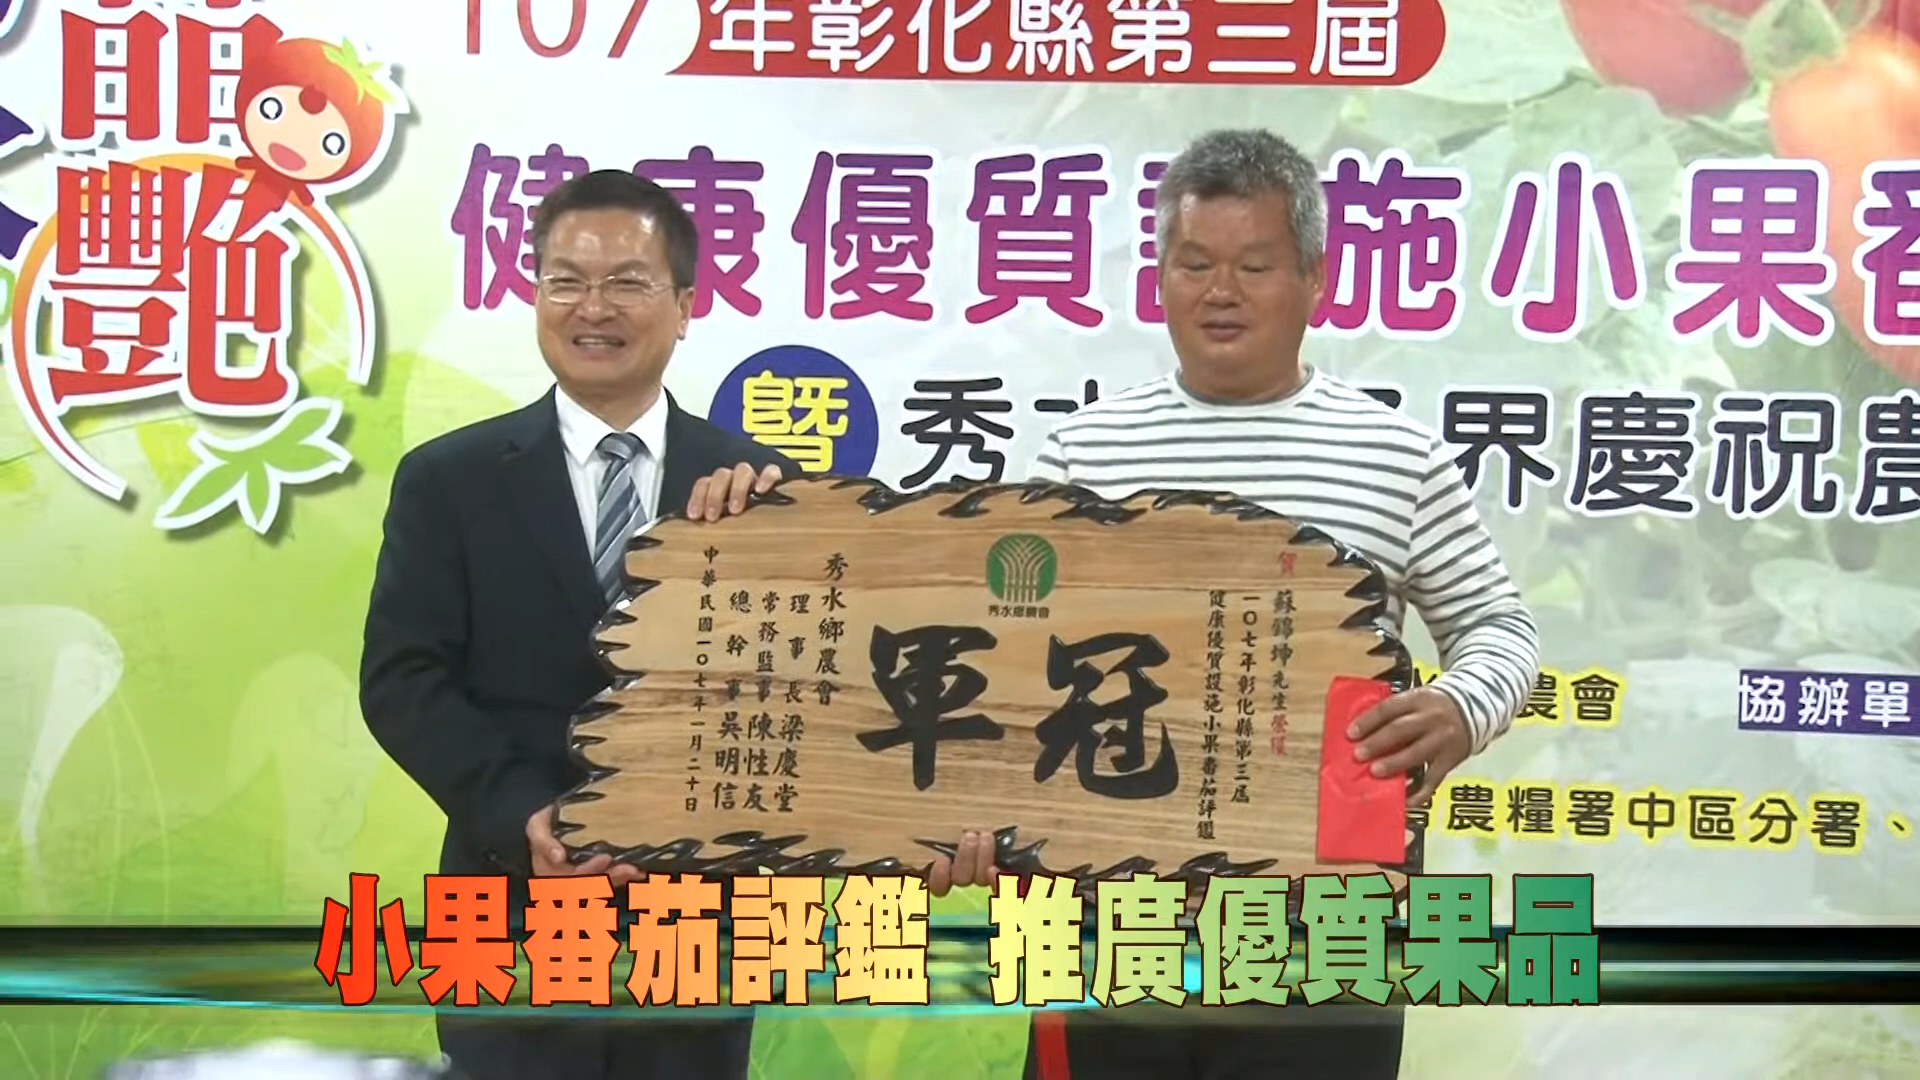 107年彰化縣第三屆
品
艷
健康優質設施小果番
暨
秀水
界慶祝農
農會
協辦單
農糧署中區分署、
秀水鄉農會
賀
蘇錦坤先生榮獲
一〇七年彰化縣第三屆
健康優質設施小果番茄評鑑
冠軍
秀水鄉農會
理事長梁慶堂
常務監事陳性友
總幹事吳明信
中華民國一〇七年一月二十日
小果番茄評鑑 推廣優質果品